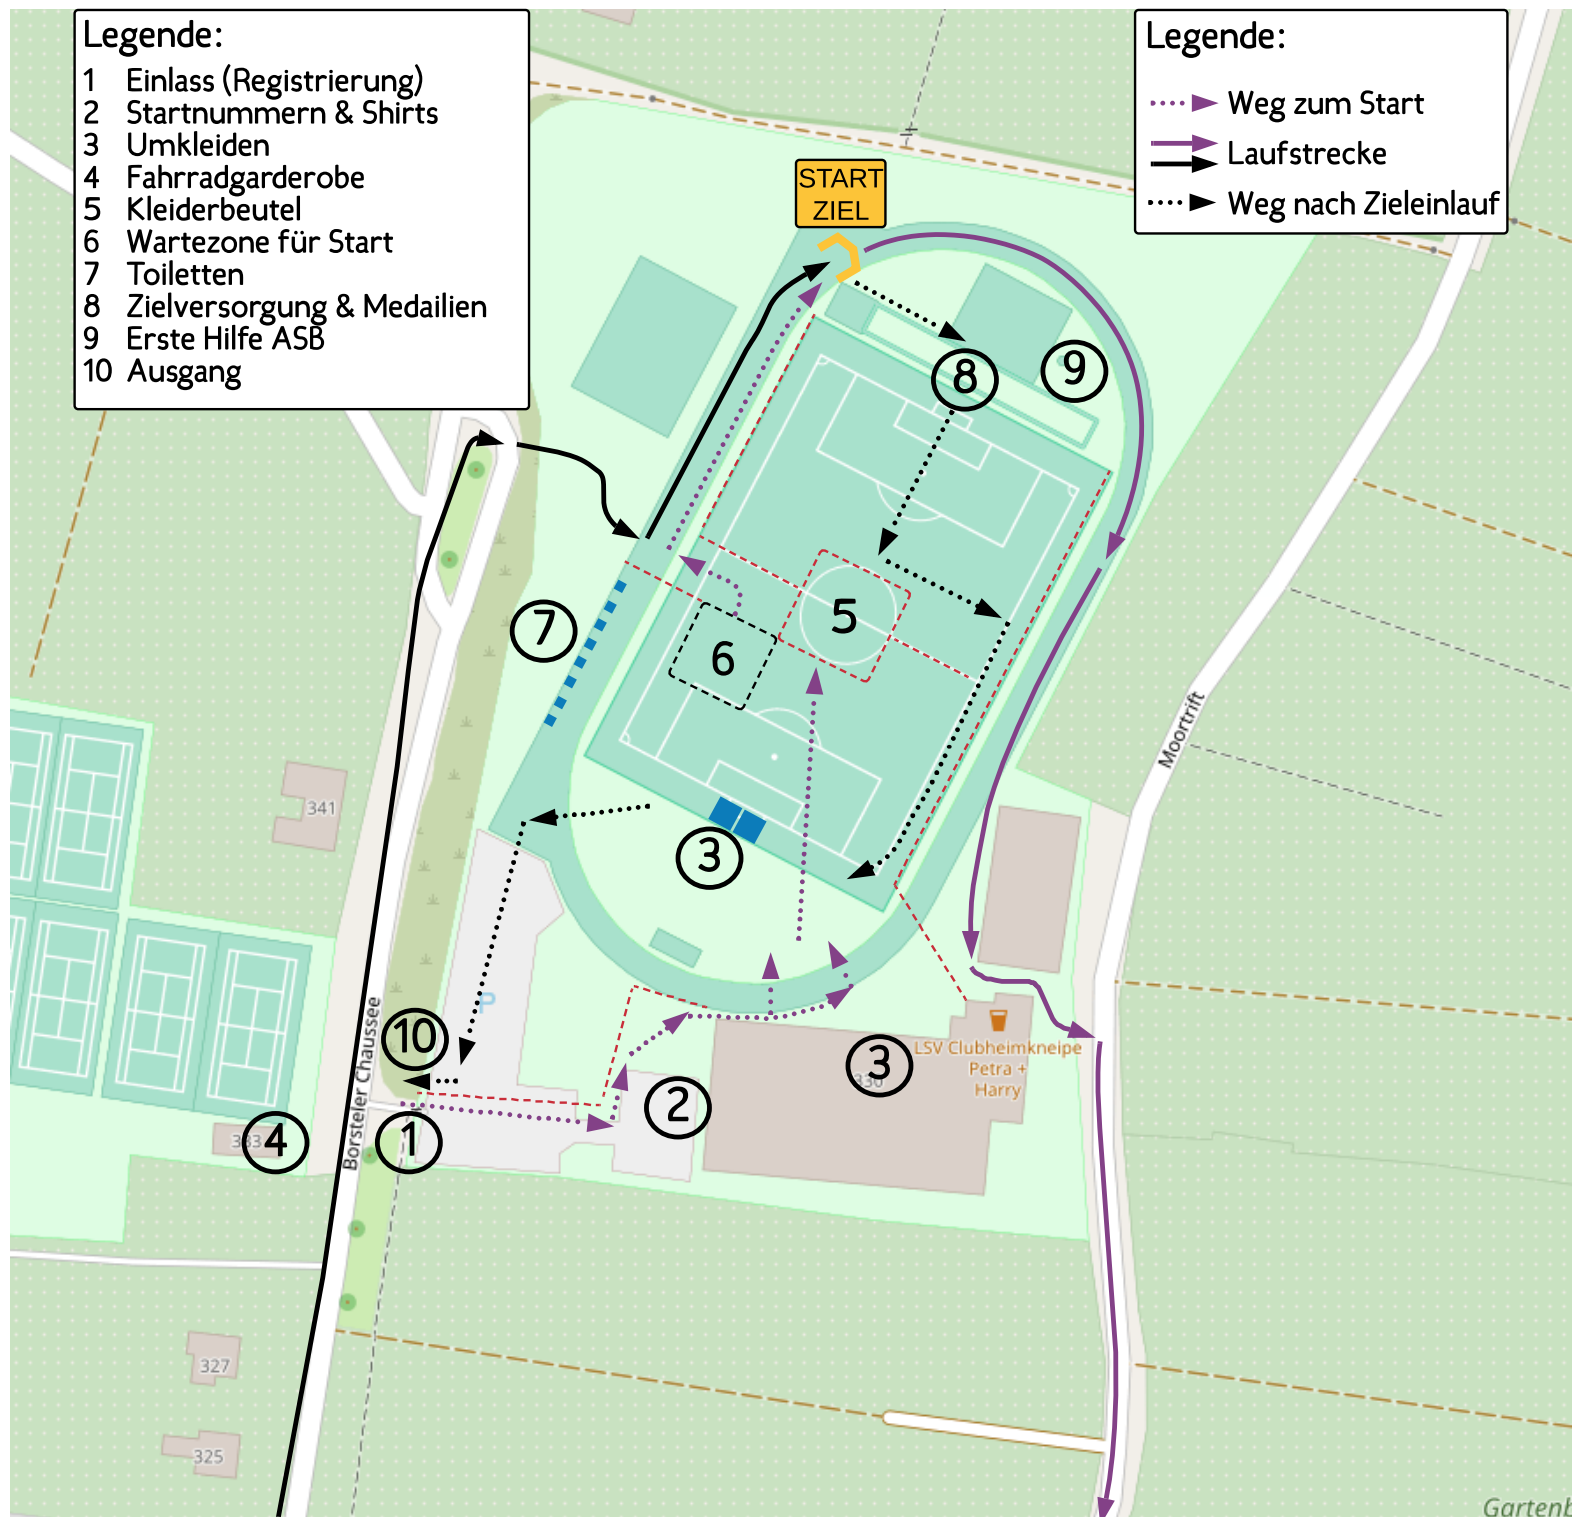 Legende:
1 Einlass (Registrierung)
2 Startnummern & Shirts
3 Umkleiden
4 Fahrradgarderobe
5 Kleiderbeutel
6 Wartezone für Start
7 Toiletten
8 Zielversorgung & Medailien
9 Erste Hilfe ASB
10 Ausgang
Legende:
Weg zum Start
Laufstrecke
Weg nach Zieleinlauf
START
ZIEL
8
9
7
5
6
Moortrift
341
3
P
10
Borsteler Chaussee
LSV Clubheimkneipe
Petra +
Harry
3
330
2
1
333
4
327
325